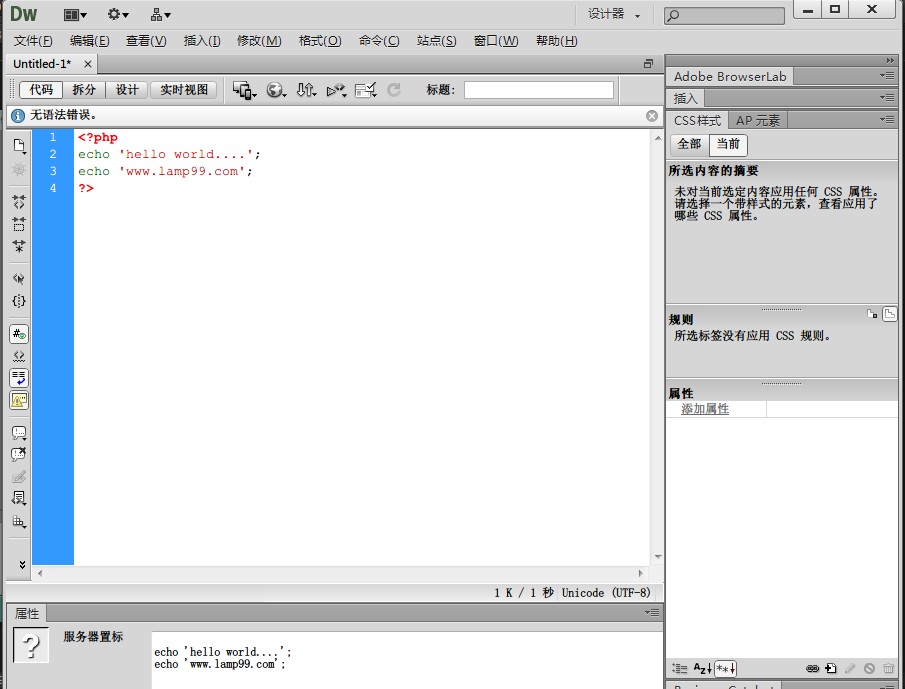 Dw
设计器
文件(F) 编辑(E) 查看(V) 插入(I) 修改(M) 格式(O) 命令(C) 站点(S) 窗口(W) 帮助(H)
Untitled-1* ×
代码 拆分 设计 实时视图 标题:
无语法错误。
1 <?php
2 echo 'hello world....';
3 echo 'www.lamp99.com';
4 ?>
1 K / 1 秒 Unicode (UTF-8)
属性
服务器置标
echo 'hello world....';
echo 'www.lamp99.com';
Adobe BrowserLab
插入
CSS样式 AP 元素
全部 当前
所选内容的摘要
未对当前选定内容应用任何 CSS 属性。
请选择一个带样式的元素，查看应用了
哪些 CSS 属性。
规则
所选标签没有应用 CSS 规则。
属性
添加属性